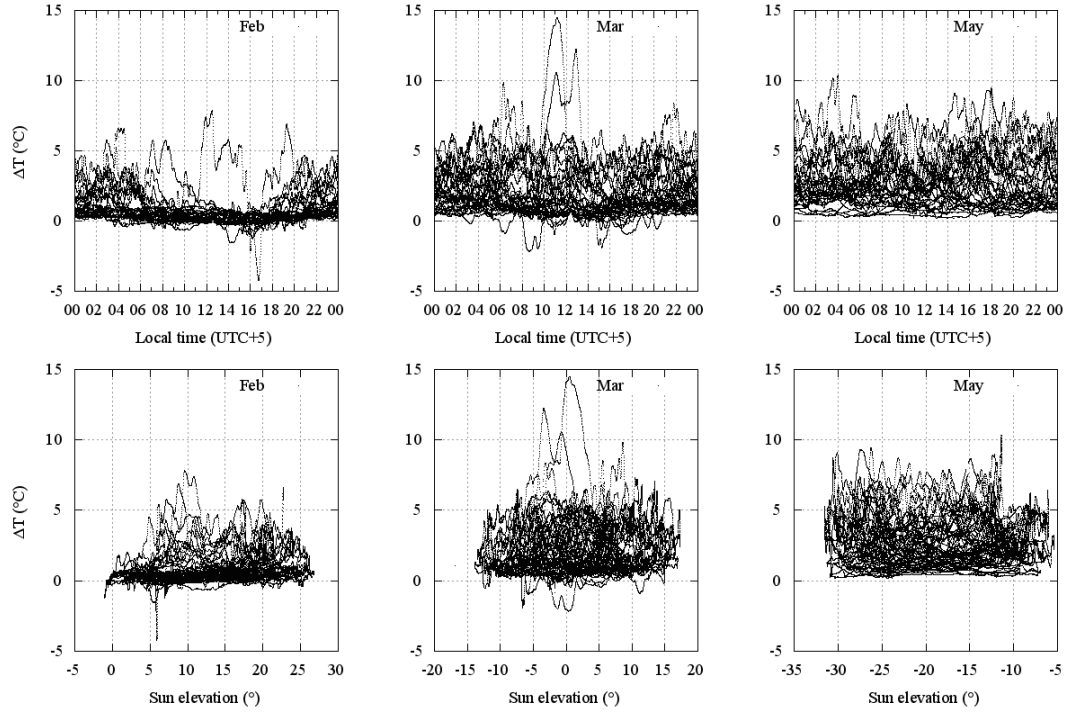 15 Feb 15 Mar 15 May
10 10 10
ΔT (°C) 5 5 5
0 0 0
-5 -5 -5
00 02 04 06 08 10 12 14 16 18 20 22 00 00 02 04 06 08 10 12 14 16 18 20 22 00 00 02 04 06 08 10 12 14 16 18 20 22 00
Local time (UTC+5) Local time (UTC+5) Local time (UTC+5)
15 Feb 15 Mar 15 May
10 10 10
ΔT (°C) 5 5 5
0 0 0
-5 -5 -5
-5 0 5 10 15 20 25 30 -20 -15 -10 -5 0 5 10 15 20 -35 -30 -25 -20 -15 -10 -5
Sun elevation (°) Sun elevation (°) Sun elevation (°)